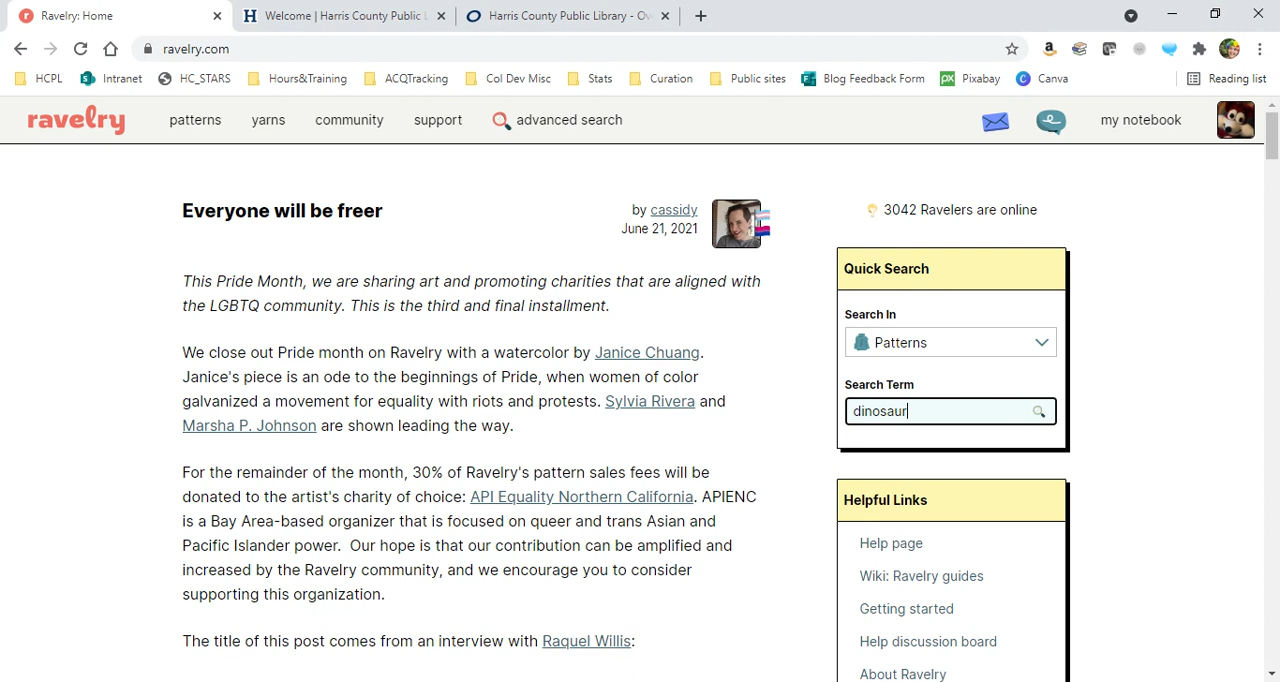 Ravelry: Home
Welcome | Harris County Public L
Harris County Public Library - Ov
ravelry.com
HCPL
Intranet
HC_STARS
Hours&Training
ACQTracking
Col Dev Misc
Stats
Curation
Public sites
Blog Feedback Form
px Pixabay
C Canva
Reading list
ravelry
patterns
yarns
community
support
advanced search
my notebook
Everyone will be freer
by cassidy
June 21, 2021
This Pride Month, we are sharing art and promoting charities that are aligned with
the LGBTQ community. This is the third and final installment.
We close out Pride month on Ravelry with a watercolor by Janice Chuang.
Janice's piece is an ode to the beginnings of Pride, when women of color
galvanized a movement for equality with riots and protests. Sylvia Rivera and
Marsha P. Johnson are shown leading the way.
For the remainder of the month, 30% of Ravelry's pattern sales fees will be
donated to the artist's charity of choice: API Equality Northern California. APIENC
is a Bay Area-based organizer that is focused on queer and trans Asian and
Pacific Islander power. Our hope is that our contribution can be amplified and
increased by the Ravelry community, and we encourage you to consider
supporting this organization.
The title of this post comes from an interview with Raquel Willis:
3042 Ravelers are online
Quick Search
Search In
Patterns
Search Term
dinosaur
Helpful Links
Help page
Wiki: Ravelry guides
Getting started
Help discussion board
About Ravelry